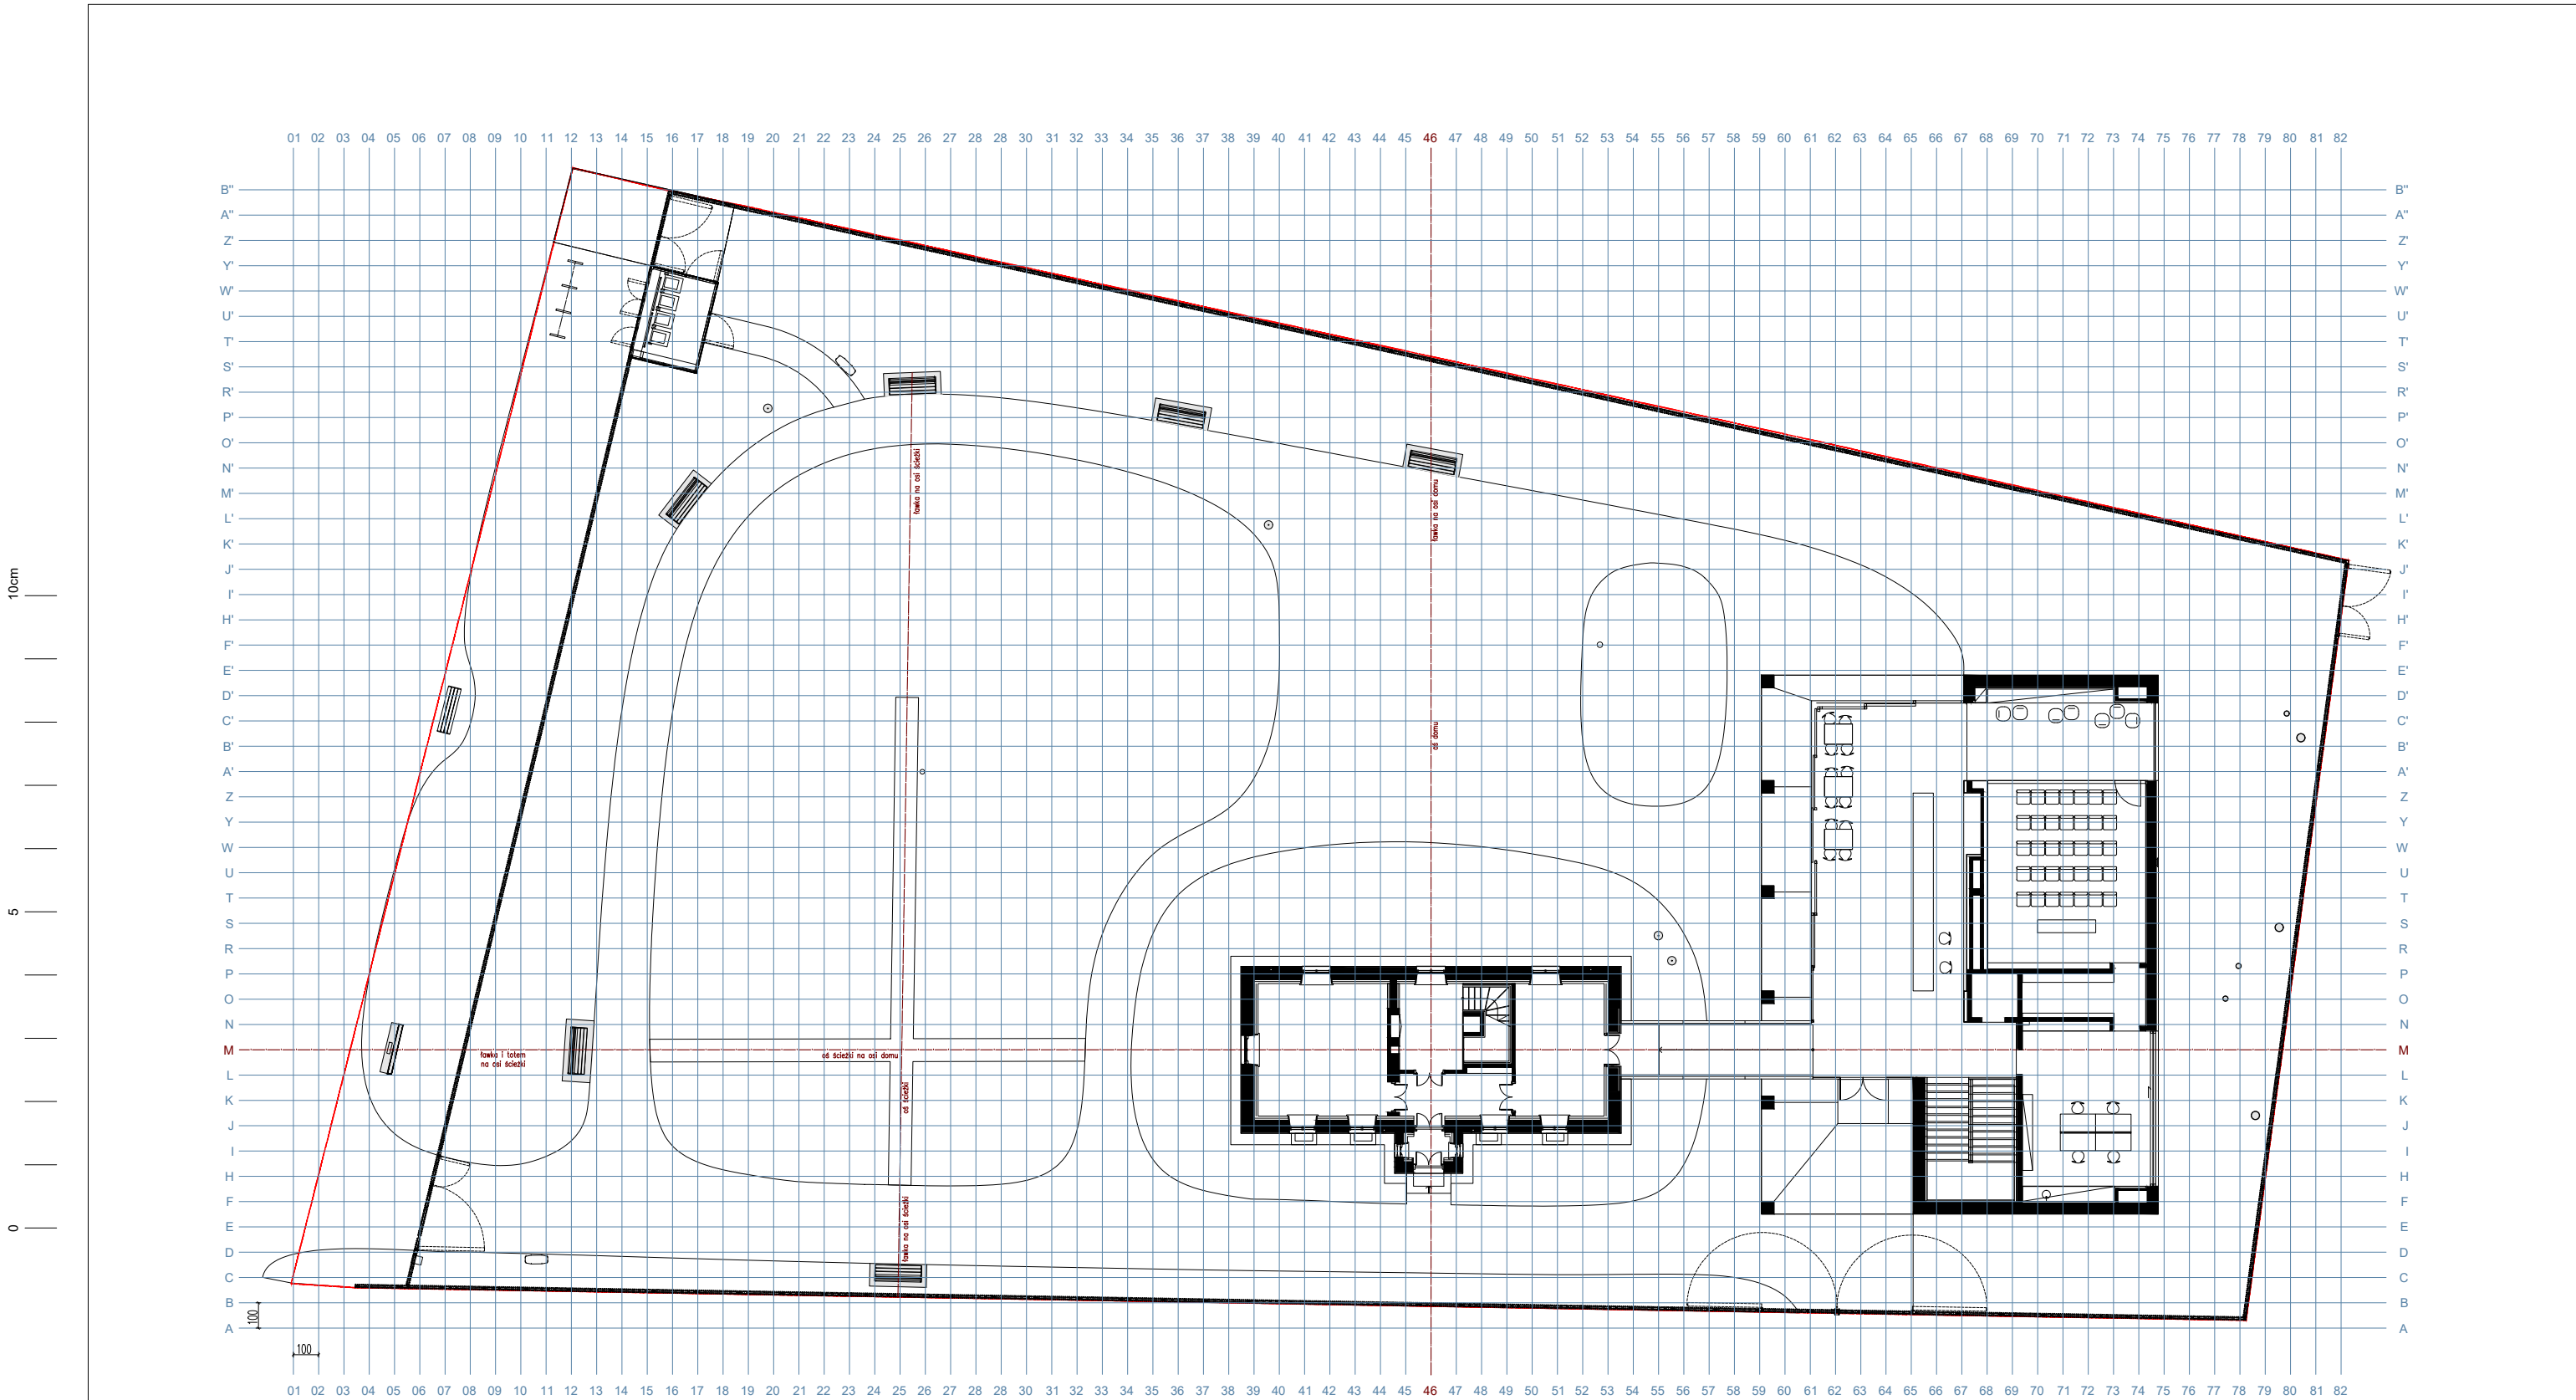 01 02 03 04 05 06 07 08 09 10 11 12 13 14 15 16 17 18 19 20 21 22 23 24 25 26 27 28 29 30 31 32 33 34 35 36 37 38 39 40 41 42 43 44 45 46 47 48 49 50 51 52 53 54 55 56 57 58 59 60 61 62 63 64 65 66 67 68 69 70 71 72 73 74 75 76 77 78 79 80 81 82
B" B"
A" A"
Z' Z'
Y' Y'
W' W'
U' U'
T' T'
S' S'
R' R'
P' P'
O' O'
N' N'
M' M'
L' L'
K' K'
J' J'
I' I'
H' H'
F' F'
E' E'
D' D'
C' C'
B' B'
A' A'
Z Z
Y Y
W W
U U
T T
S S
R R
P P
O O
N N
M M
L L
K K
J J
I I
H H
F F
E E
D D
C C
B B
A A
10cm
5
0
ławka na osi ścieżki
ławka na osi domu
oś domu
ławka i totem
na osi ścieżki
oś ścieżki na osi domu
oś ścieżki
ławka na osi ścieżki
100
100
01 02 03 04 05 06 07 08 09 10 11 12 13 14 15 16 17 18 19 20 21 22 23 24 25 26 27 28 29 30 31 32 33 34 35 36 37 38 39 40 41 42 43 44 45 46 47 48 49 50 51 52 53 54 55 56 57 58 59 60 61 62 63 64 65 66 67 68 69 70 71 72 73 74 75 76 77 78 79 80 81 82